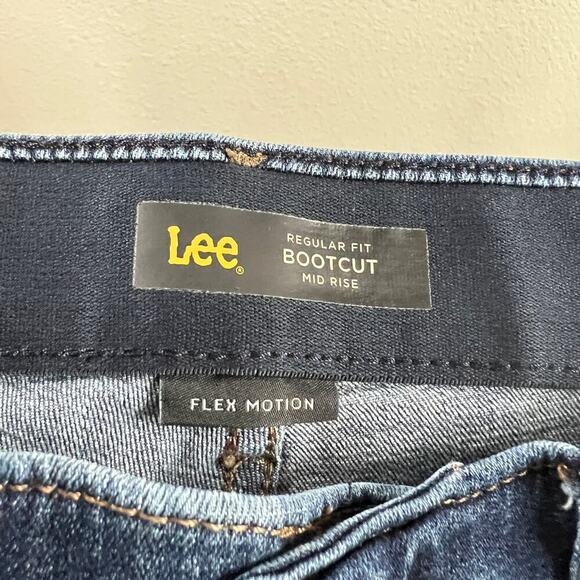 Lee®
REGULAR FIT
BOOTCUT
MID RISE
FLEX MOTION